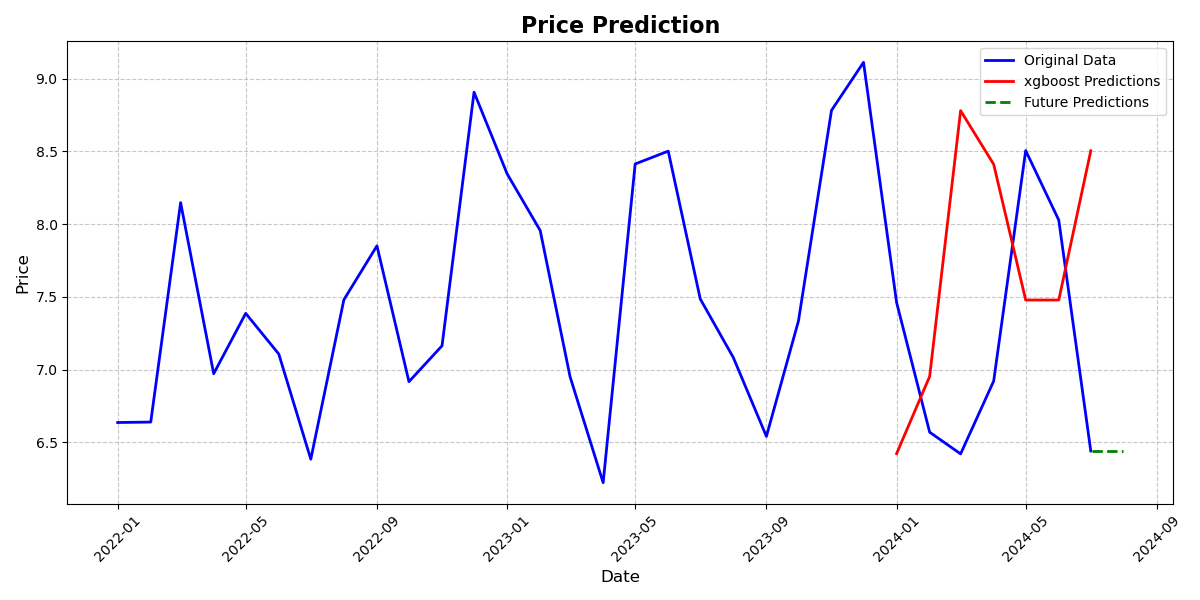 Price Prediction
Original Data
xgboost Predictions
Future Predictions
Price
9.0
8.5
8.0
7.5
7.0
6.5
2022-01
2022-05
2022-09
2023-01
2023-05
2023-09
2024-01
2024-05
2024-09
Date